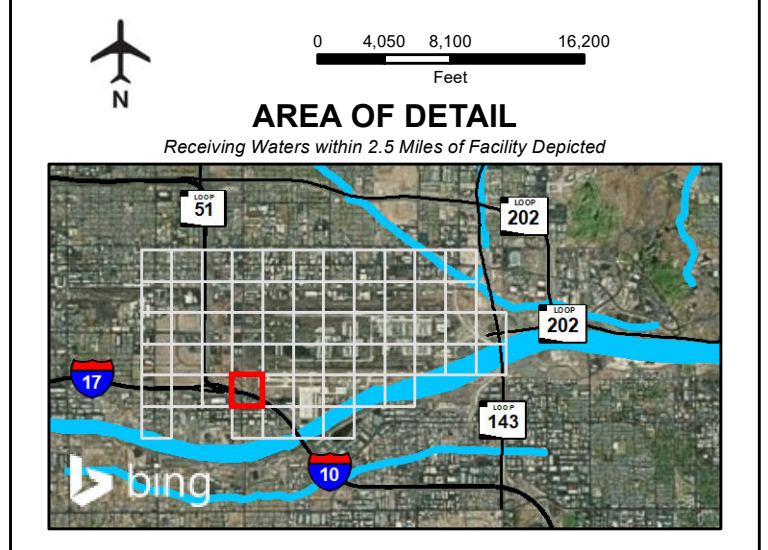 0 4,050 8,100 16,200
Feet
N
AREA OF DETAIL
Receiving Waters within 2.5 Miles of Facility Depicted
LOOP
51
LOOP
202
LOOP
202
17
LOOP
143
10
bing